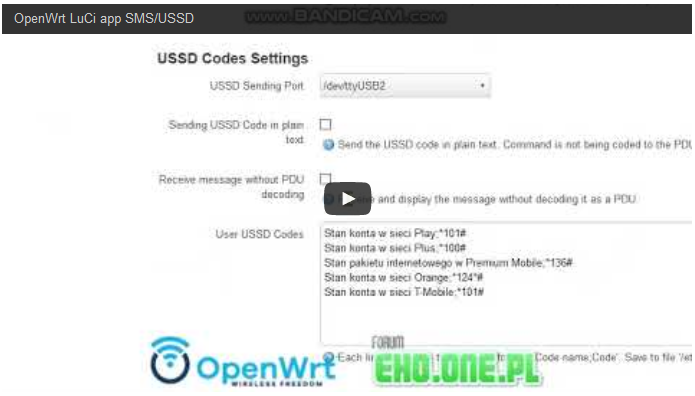 www.BANDICAM.com
OpenWrt LuCi app SMS/USSD
USSD Codes Settings
USSD Sending Port
/dev/ttyUSB2
Sending USSD Code in plain
text
Send the USSD code in plain text. Command is not being coded to the PDU
Receive message without PDU
decoding
and display the message without decoding it as a PDU
User USSD Codes
Stan konta w sieci Play;*101#
Stan konta w sieci Plus;*100#
Stan pakietu internetowego w Premium Mobile;*136#
Stan konta w sieci Orange;*124*#
Stan konta w sieci T-Mobile;*101#
Each
Code name;Code'. Save to file '/et
OpenWrt
WIRELESS FREEDOM
FORUM
EKO.ONE.PL